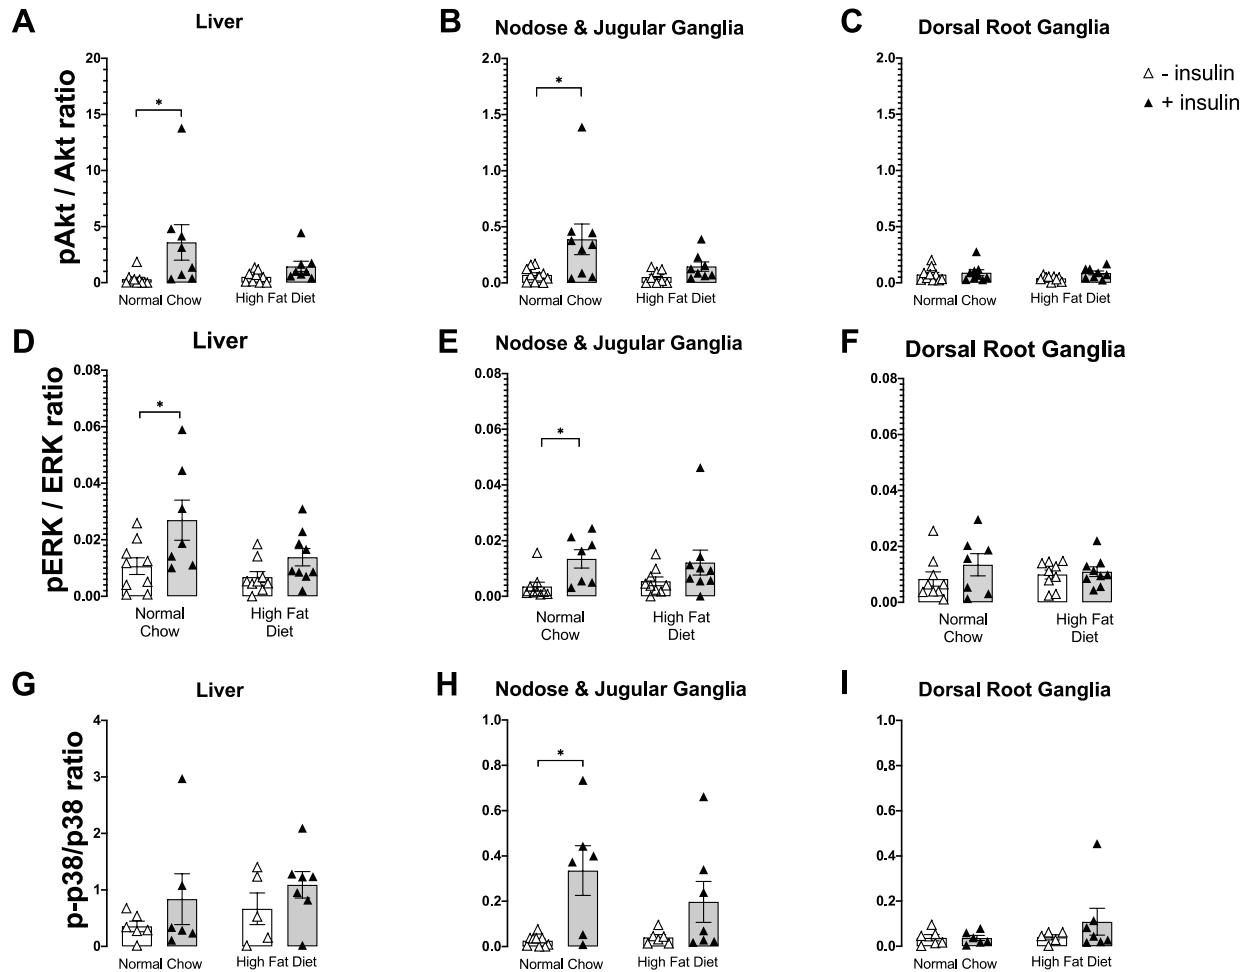 A
Liver
pAkt / Akt ratio
20
15
10
5
0
*
Normal Chow
High Fat Diet
B
Nodose & Jugular Ganglia
2.0
1.5
1.0
0.5
0.0
*
Normal Chow
High Fat Diet
C
Dorsal Root Ganglia
2.0
1.5
1.0
0.5
0.0
Normal Chow
High Fat Diet
- insulin
+ insulin
D
Liver
pERK / ERK ratio
0.08
0.06
0.04
0.02
0.00
*
Normal
Chow
High Fat
Diet
E
Nodose & Jugular Ganglia
0.08
0.06
0.04
0.02
0.00
*
Normal
Chow
High Fat
Diet
F
Dorsal Root Ganglia
0.08
0.06
0.04
0.02
0.00
Normal
Chow
High Fat
Diet
G
Liver
p-p38/p38 ratio
4
3
2
1
0
Normal Chow
High Fat Diet
H
Nodose & Jugular Ganglia
1.0
0.8
0.6
0.4
0.2
0.0
*
Normal Chow
High Fat Diet
I
Dorsal Root Ganglia
1.0
0.8
0.6
0.4
0.2
0.0
Normal Chow
High Fat Diet